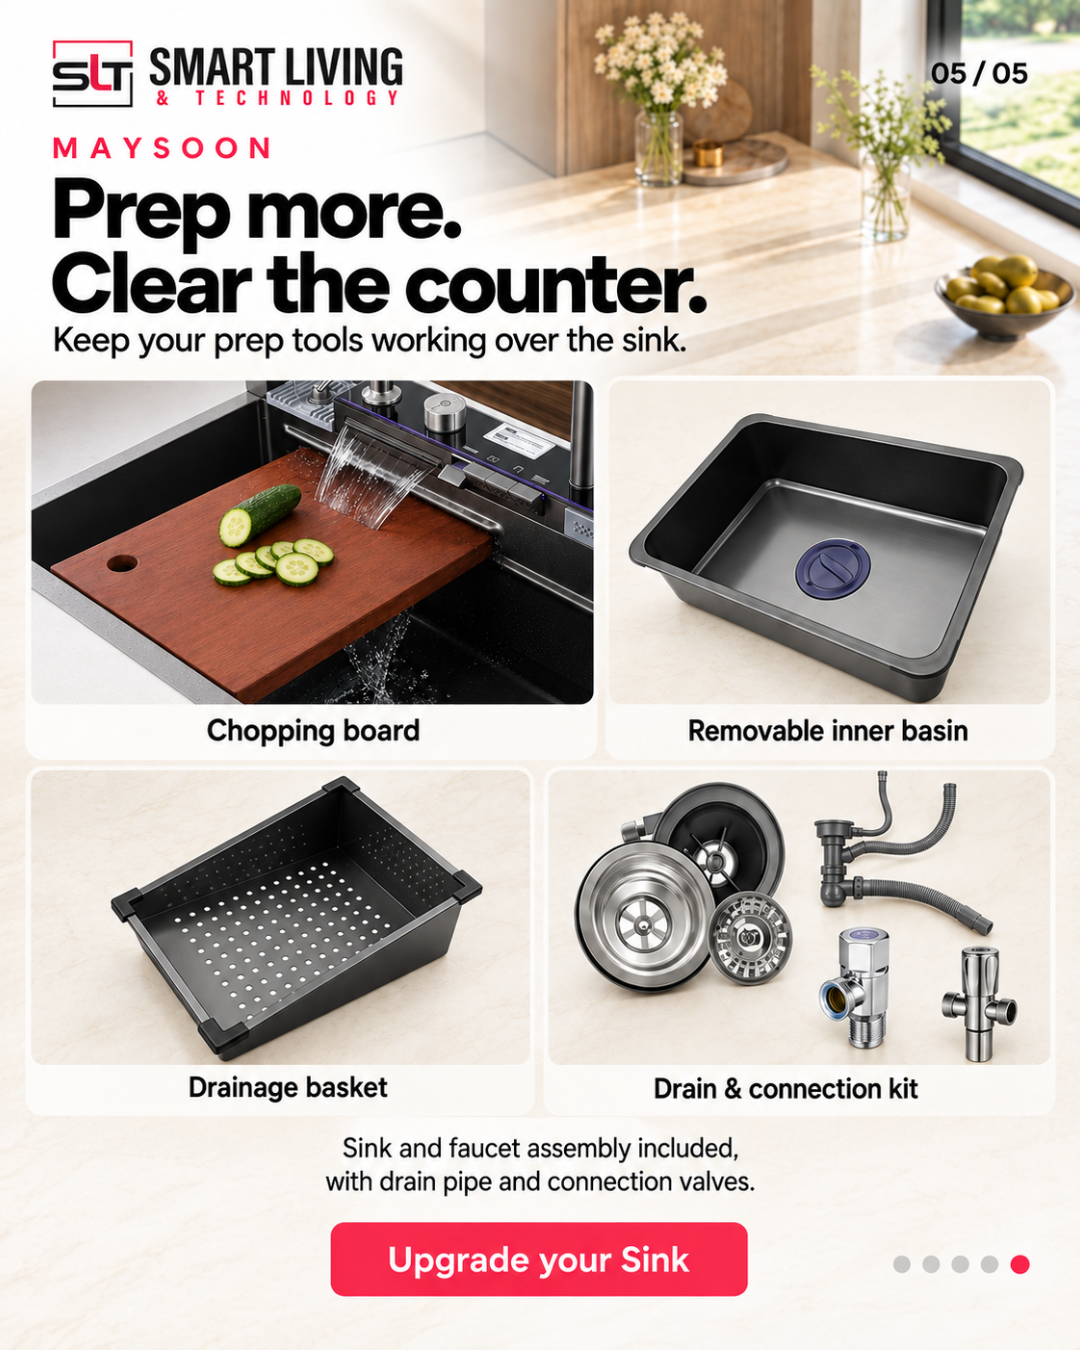 SLT SMART LIVING
& TECHNOLOGY
05 / 05
MAYSOON
Prep more.
Clear the counter.
Keep your prep tools working over the sink.
Chopping board
Removable inner basin
Drainage basket
Drain & connection kit
Sink and faucet assembly included,
with drain pipe and connection valves.
Upgrade your Sink